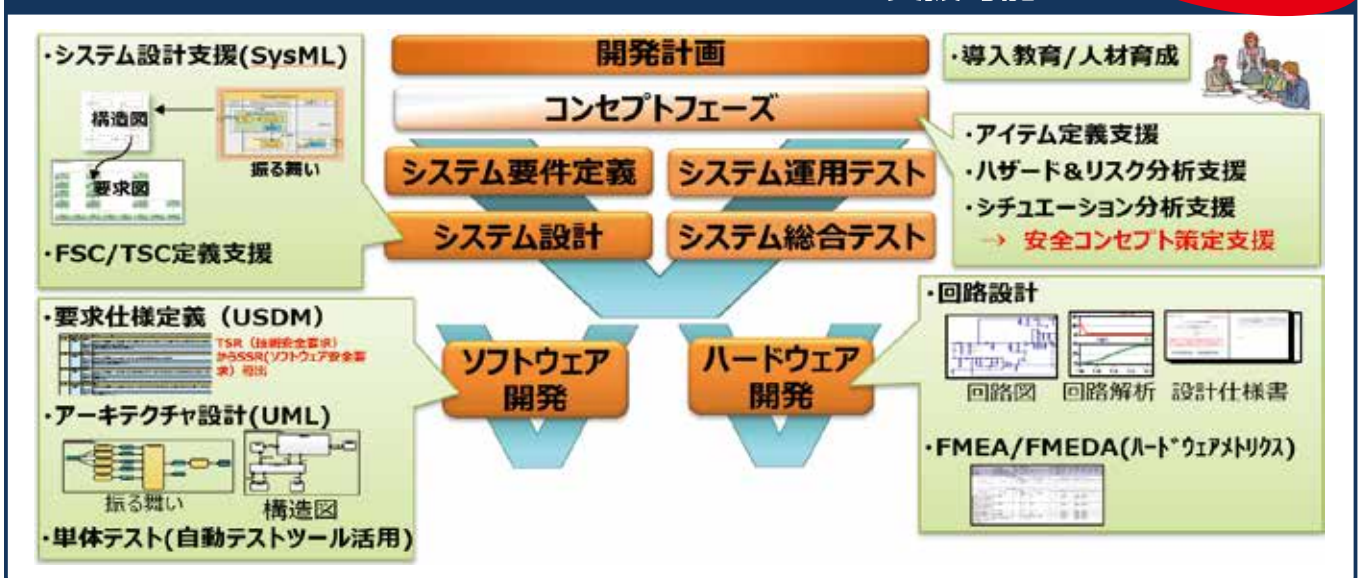 ・システム設計支援(SysML)
構造図
振る舞い
要求図
・FSC/TSC定義支援
開発計画
コンセプトフェーズ
システム要件定義
システム運用テスト
システム設計
システム総合テスト
・導入教育/人材育成
・アイテム定義支援
・ハザード&リスク分析支援
・シチュエーション分析支援
→ 安全コンセプト策定支援
・要求仕様定義（USDM）
TSR（技術安全要求）
からSSR(ソフトウェア安全要
求）抽出
・アーキテクチャ設計(UML)
振る舞い
構造図
・単体テスト(自動テストツール活用)
ソフトウェア
開発
ハードウェア
開発
・回路設計
回路図
回路解析
設計仕様書
・FMEA/FMEDA(ﾊｰﾄﾞｳｪｱﾒﾄﾘｸｽ)